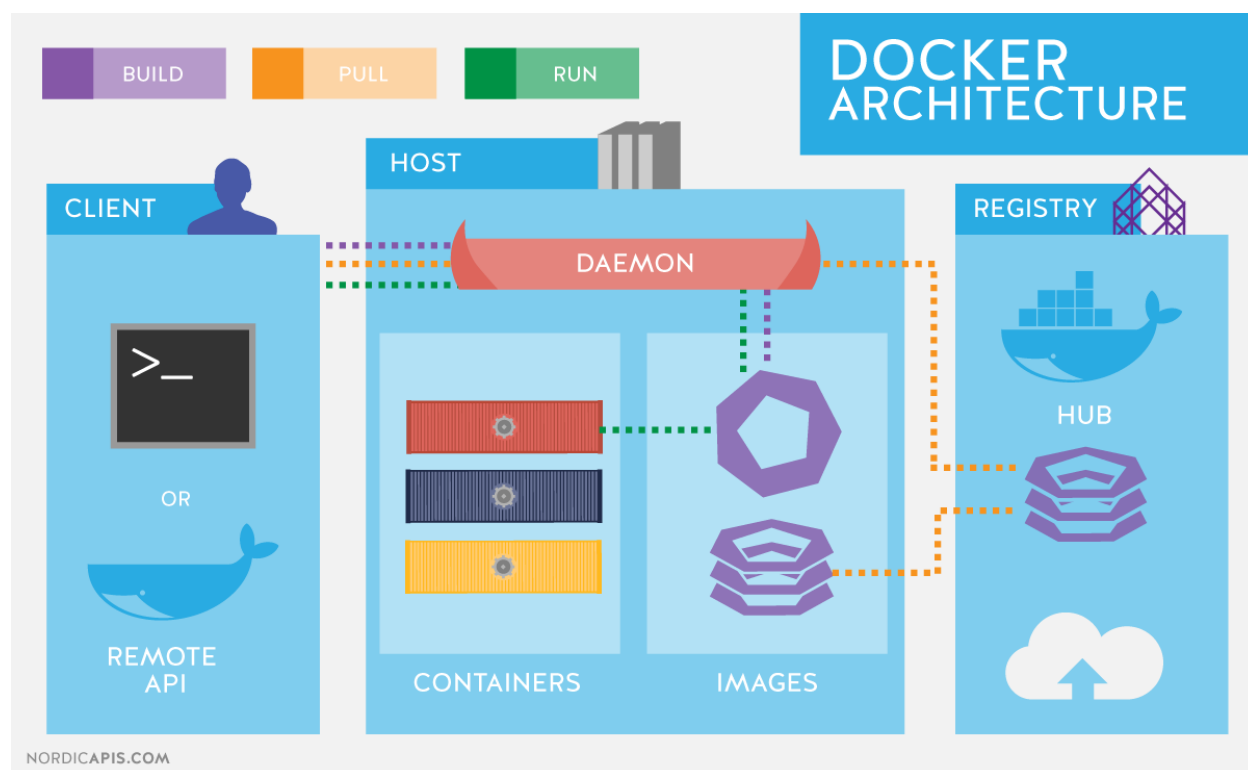 BUILD
PULL
RUN
DOCKER
ARCHITECTURE
HOST
CLIENT
REGISTRY
DAEMON
>_
HUB
OR
REMOTE
API
CONTAINERS
IMAGES
NORDICAPIS.COM